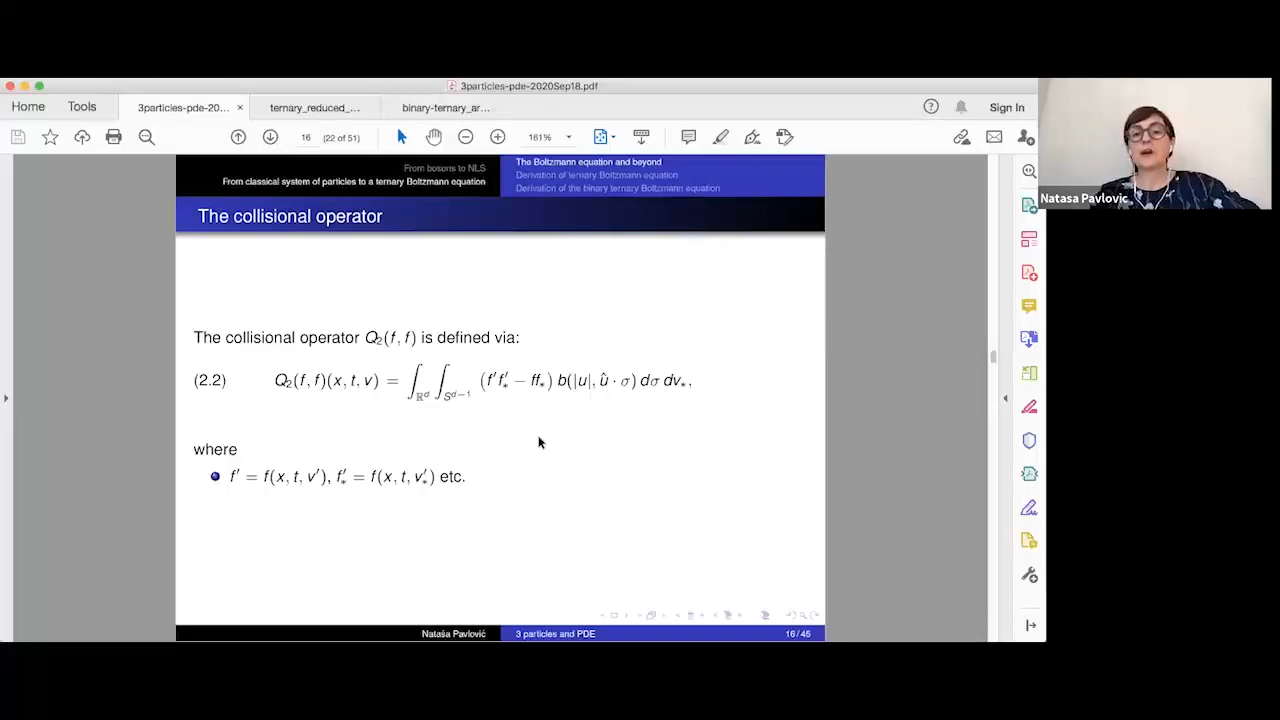 3particles-pde-2020Sep18.pdf
Home Tools 3particles-pde-20... × ternary_reduced_... binary-ternary_ar... Sign In
16 (22 of 51) 161%
From bosons to NLS
From classical system of particles to a ternary Boltzmann equation
The Boltzmann equation and beyond
Derivation of ternary Boltzmann equation
Derivation of the binary ternary Boltzmann equation
The collisional operator
The collisional operator Q₂(f, f) is defined via:
(2.2) Q₂(f, f)(x, t, v) = ∫_{ℝ^d} ∫_{S^{d−1}} (f′f′_* − ff_*) b(|u|, û · σ) dσ dv_*,
where
f′ = f(x, t, v′), f′_* = f(x, t, v′_*) etc.
Nataša Pavlović 3 particles and PDE 16/45
Natasa Pavlovic